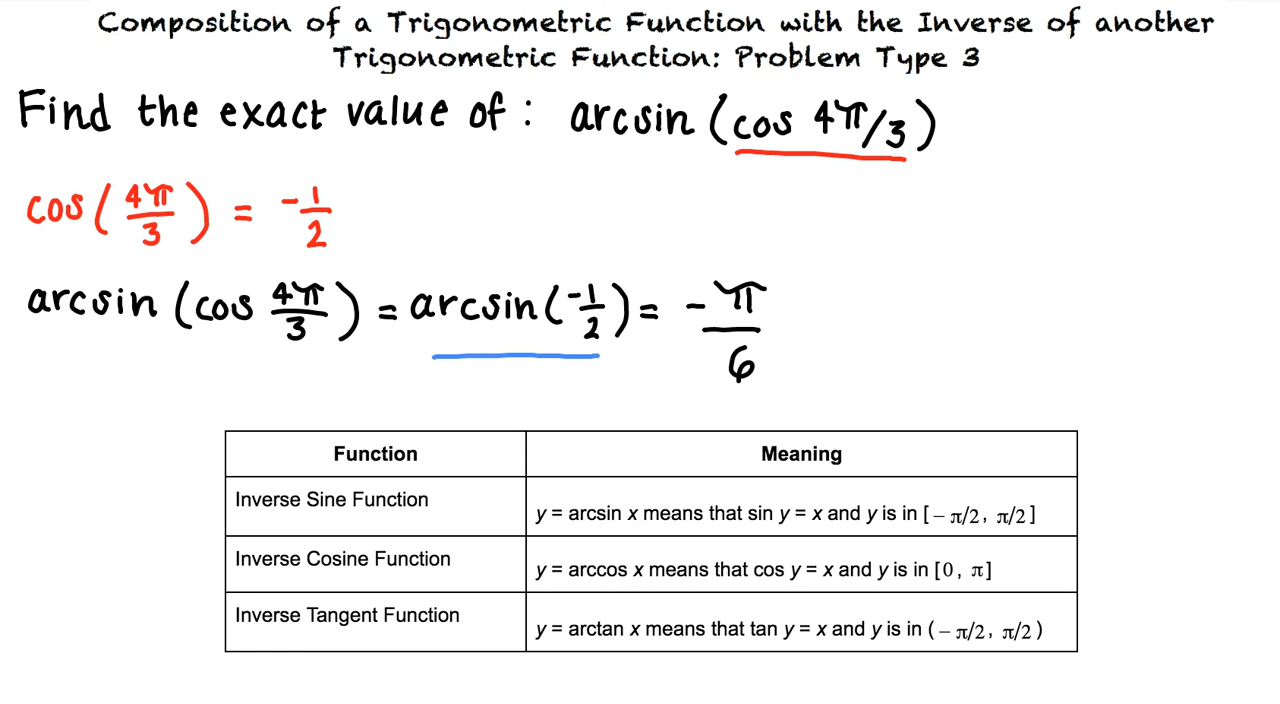 Composition of a Trigonometric Function with the Inverse of another
Trigonometric Function: Problem Type 3
Find the exact value of: arcsin (cos 4π/3)
cos(4π/3) = -1/2
arcsin (cos 4π/3) = arcsin(-1/2) = -π/6
Function Meaning
Inverse Sine Function y = arcsin x means that sin y = x and y is in [− π/2, π/2]
Inverse Cosine Function y = arccos x means that cos y = x and y is in [0, π]
Inverse Tangent Function y = arctan x means that tan y = x and y is in (− π/2, π/2)